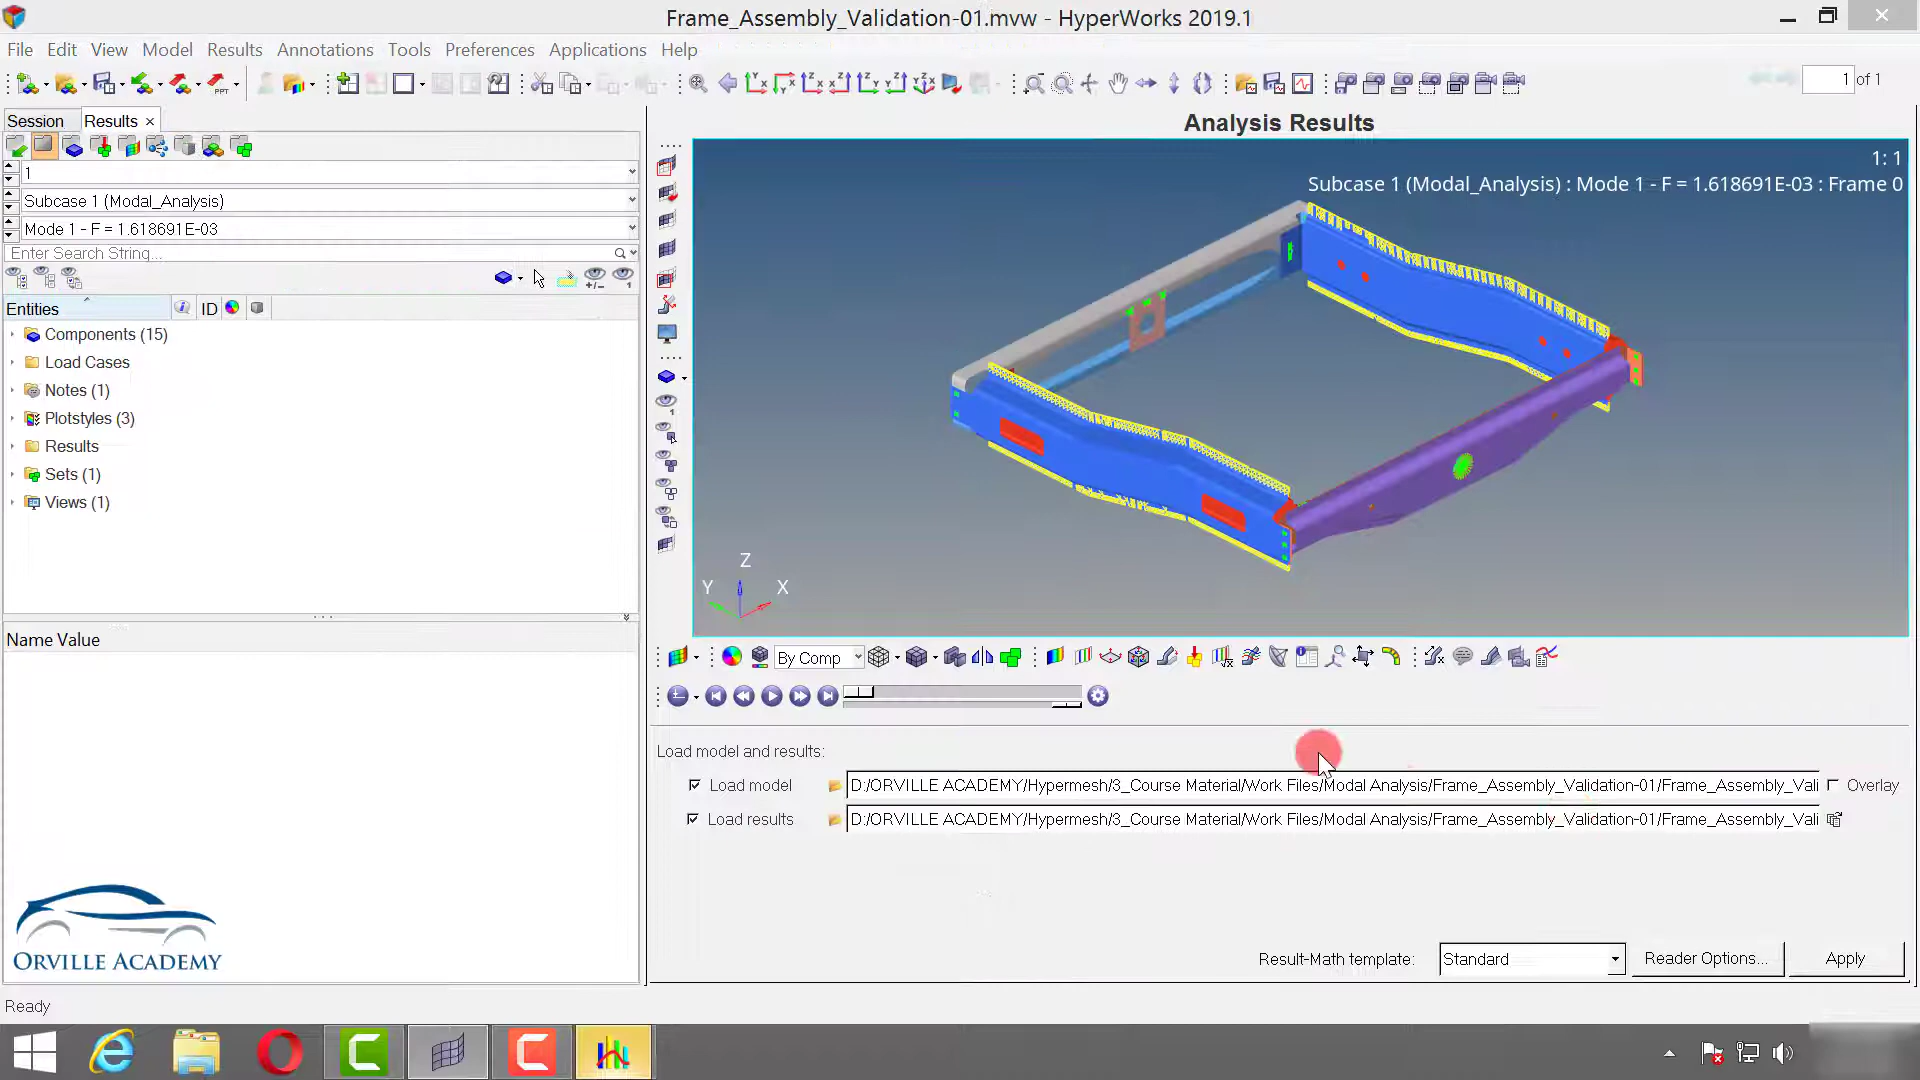 Frame_Assembly_Validation-01.mvw - HyperWorks 2019.1
File Edit View Model Results Annotations Tools Preferences Applications Help
PPT
1 of 1
Session Results ×
Analysis Results
1
1: 1
Subcase 1 (Modal_Analysis) : Mode 1 - F = 1.618691E-03 : Frame 0
Subcase 1 (Modal_Analysis)
Mode 1 - F = 1.618691E-03
Enter Search String...
Entities ID
Components (15)
Load Cases
Notes (1)
Plotstyles (3)
Results
Sets (1)
Views (1)
Z
Y X
Name Value
By Comp
Load model and results:
Load model D:/ORVILLE ACADEMY/Hypermesh/3_Course Material/Work Files/Modal Analysis/Frame_Assembly_Validation-01/Frame_Assembly_Vali Overlay
Load results D:/ORVILLE ACADEMY/Hypermesh/3_Course Material/Work Files/Modal Analysis/Frame_Assembly_Validation-01/Frame_Assembly_Vali
ORVILLE ACADEMY
Result-Math template: Standard Reader Options... Apply
Ready